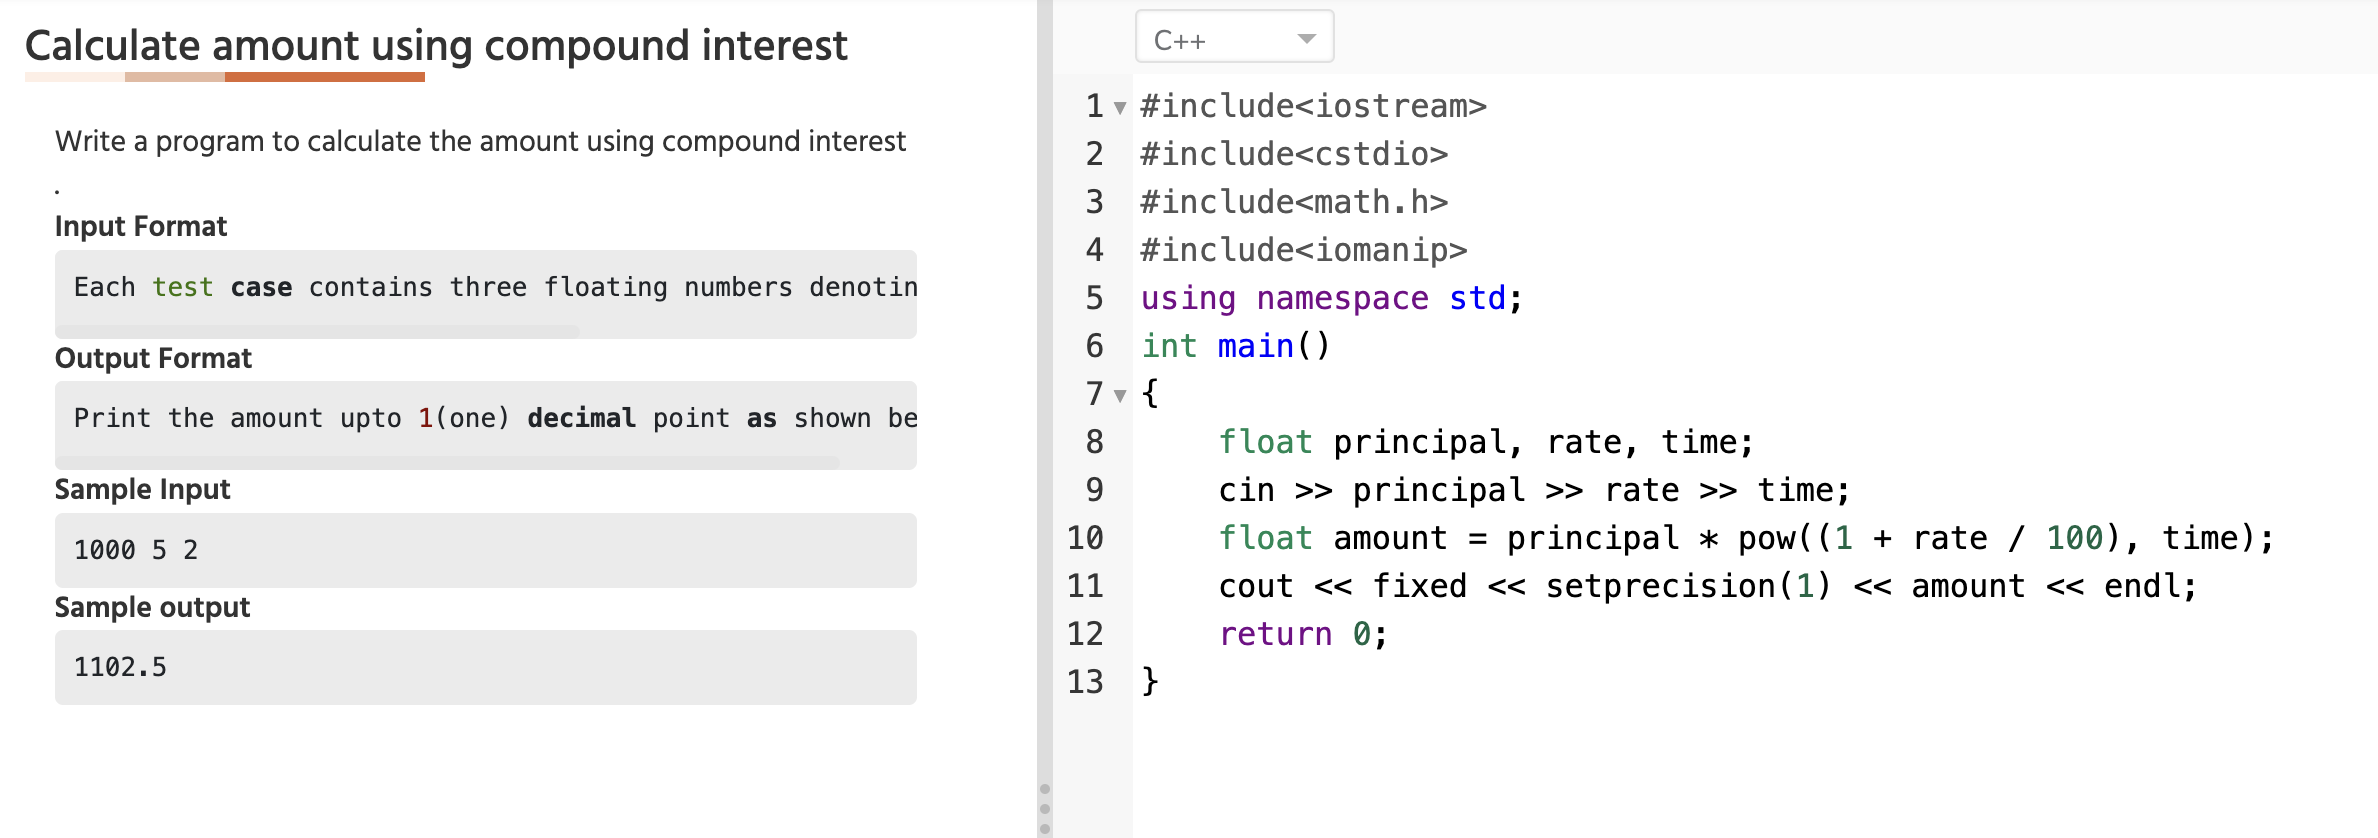 Calculate amount using compound interest
Write a program to calculate the amount using compound interest
.
Input Format
Each test case contains three floating numbers denotin
Output Format
Print the amount upto 1(one) decimal point as shown be
Sample Input
1000 5 2
Sample output
1102.5
C++
1 #include<iostream>
2 #include<cstdio>
3 #include<math.h>
4 #include<iomanip>
5 using namespace std;
6 int main()
7 {
8     float principal, rate, time;
9     cin >> principal >> rate >> time;
10     float amount = principal * pow((1 + rate / 100), time);
11     cout << fixed << setprecision(1) << amount << endl;
12     return 0;
13 }